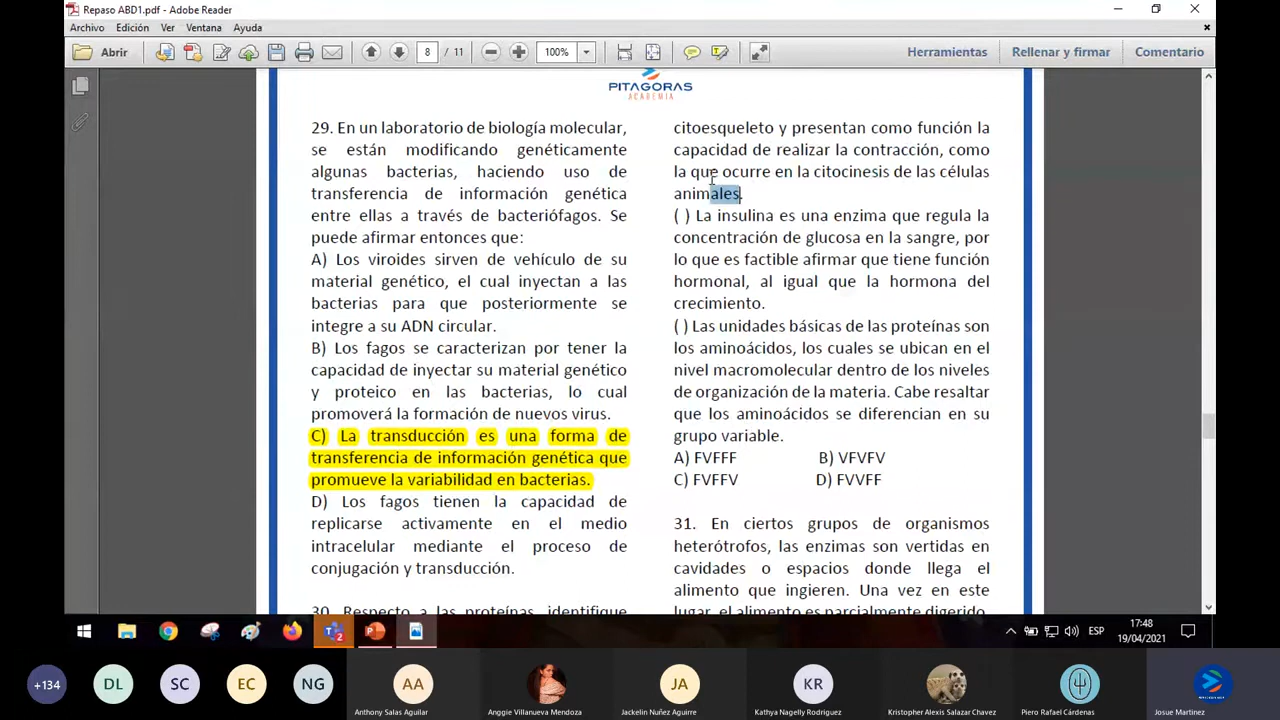 Repaso ABD1.pdf - Adobe Reader
Archivo Edición Ver Ventana Ayuda
Abrir 8 / 11 100% Herramientas Rellenar y firmar Comentario
PITAGORAS
ACADEMIA
29. En un laboratorio de biología molecular,
se están modificando genéticamente
algunas bacterias, haciendo uso de
transferencia de información genética
entre ellas a través de bacteriófagos. Se
puede afirmar entonces que:
A) Los viroides sirven de vehículo de su
material genético, el cual inyectan a las
bacterias para que posteriormente se
integre a su ADN circular.
B) Los fagos se caracterizan por tener la
capacidad de inyectar su material genético
y proteico en las bacterias, lo cual
promoverá la formación de nuevos virus.
C) La transducción es una forma de
transferencia de información genética que
promueve la variabilidad en bacterias.
D) Los fagos tienen la capacidad de
replicarse activamente en el medio
intracelular mediante el proceso de
conjugación y transducción.
30. Respecto a las proteínas, identifique
citoesqueleto y presentan como función la
capacidad de realizar la contracción, como
la que ocurre en la citocinesis de las células
animales.
( ) La insulina es una enzima que regula la
concentración de glucosa en la sangre, por
lo que es factible afirmar que tiene función
hormonal, al igual que la hormona del
crecimiento.
( ) Las unidades básicas de las proteínas son
los aminoácidos, los cuales se ubican en el
nivel macromolecular dentro de los niveles
de organización de la materia. Cabe resaltar
que los aminoácidos se diferencian en su
grupo variable.
A) FVFFF B) VFVFV
C) FVFFV D) FVVFF
31. En ciertos grupos de organismos
heterótrofos, las enzimas son vertidas en
cavidades o espacios donde llega el
alimento que ingieren. Una vez en este
lugar, el alimento es parcialmente digerido,
ESP
17:48
19/04/2021
+134 DL SC EC NG AA JA KR
Anthony Salas Aguilar Anggie Villanueva Mendoza Jackelin Nuñez Aguirre Kathya Nagelly Rodriguez Kristopher Alexis Salazar Chavez Piero Rafael Cárdenas Josue Martinez